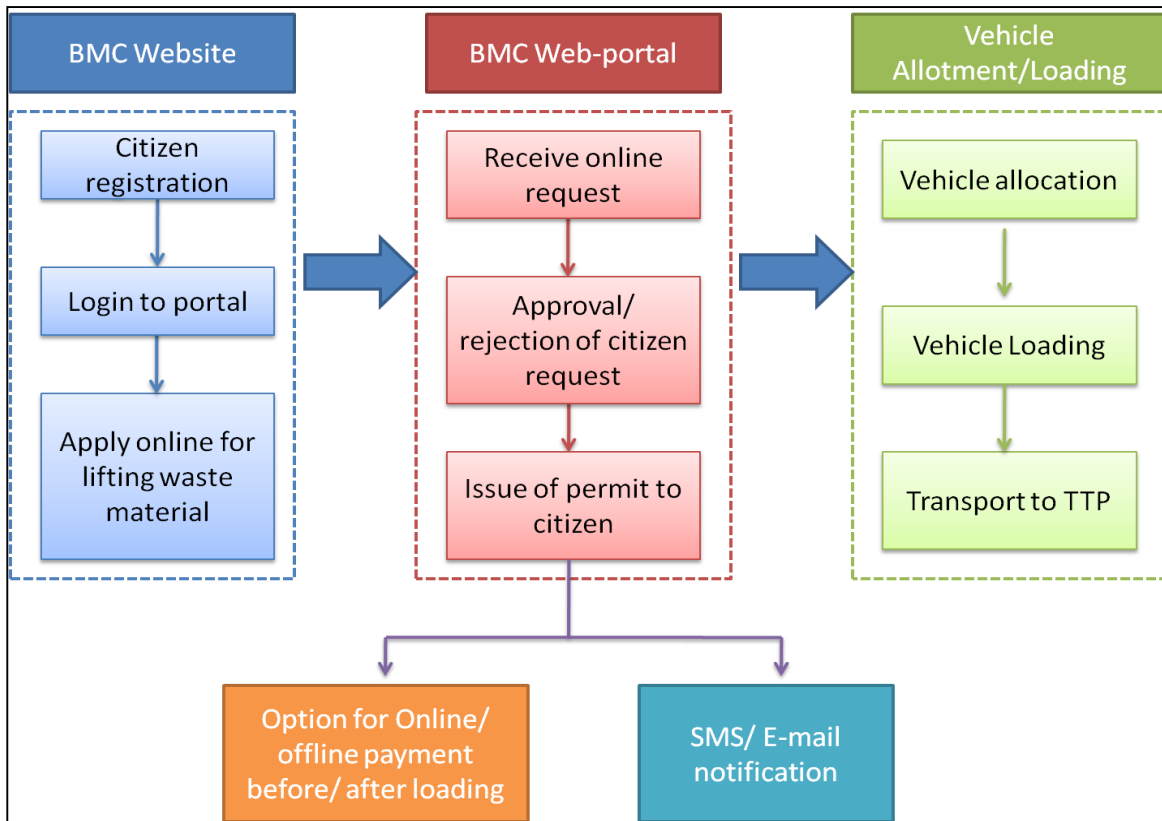 BMC Website
Citizen
registration
Login to portal
Apply online for
lifting waste
material
BMC Web-portal
Receive online
request
Approval/
rejection of citizen
request
Issue of permit to
citizen
Vehicle
Allotment/Loading
Vehicle allocation
Vehicle Loading
Transport to TTP
Option for Online/
offline payment
before/ after loading
SMS/ E-mail
notification